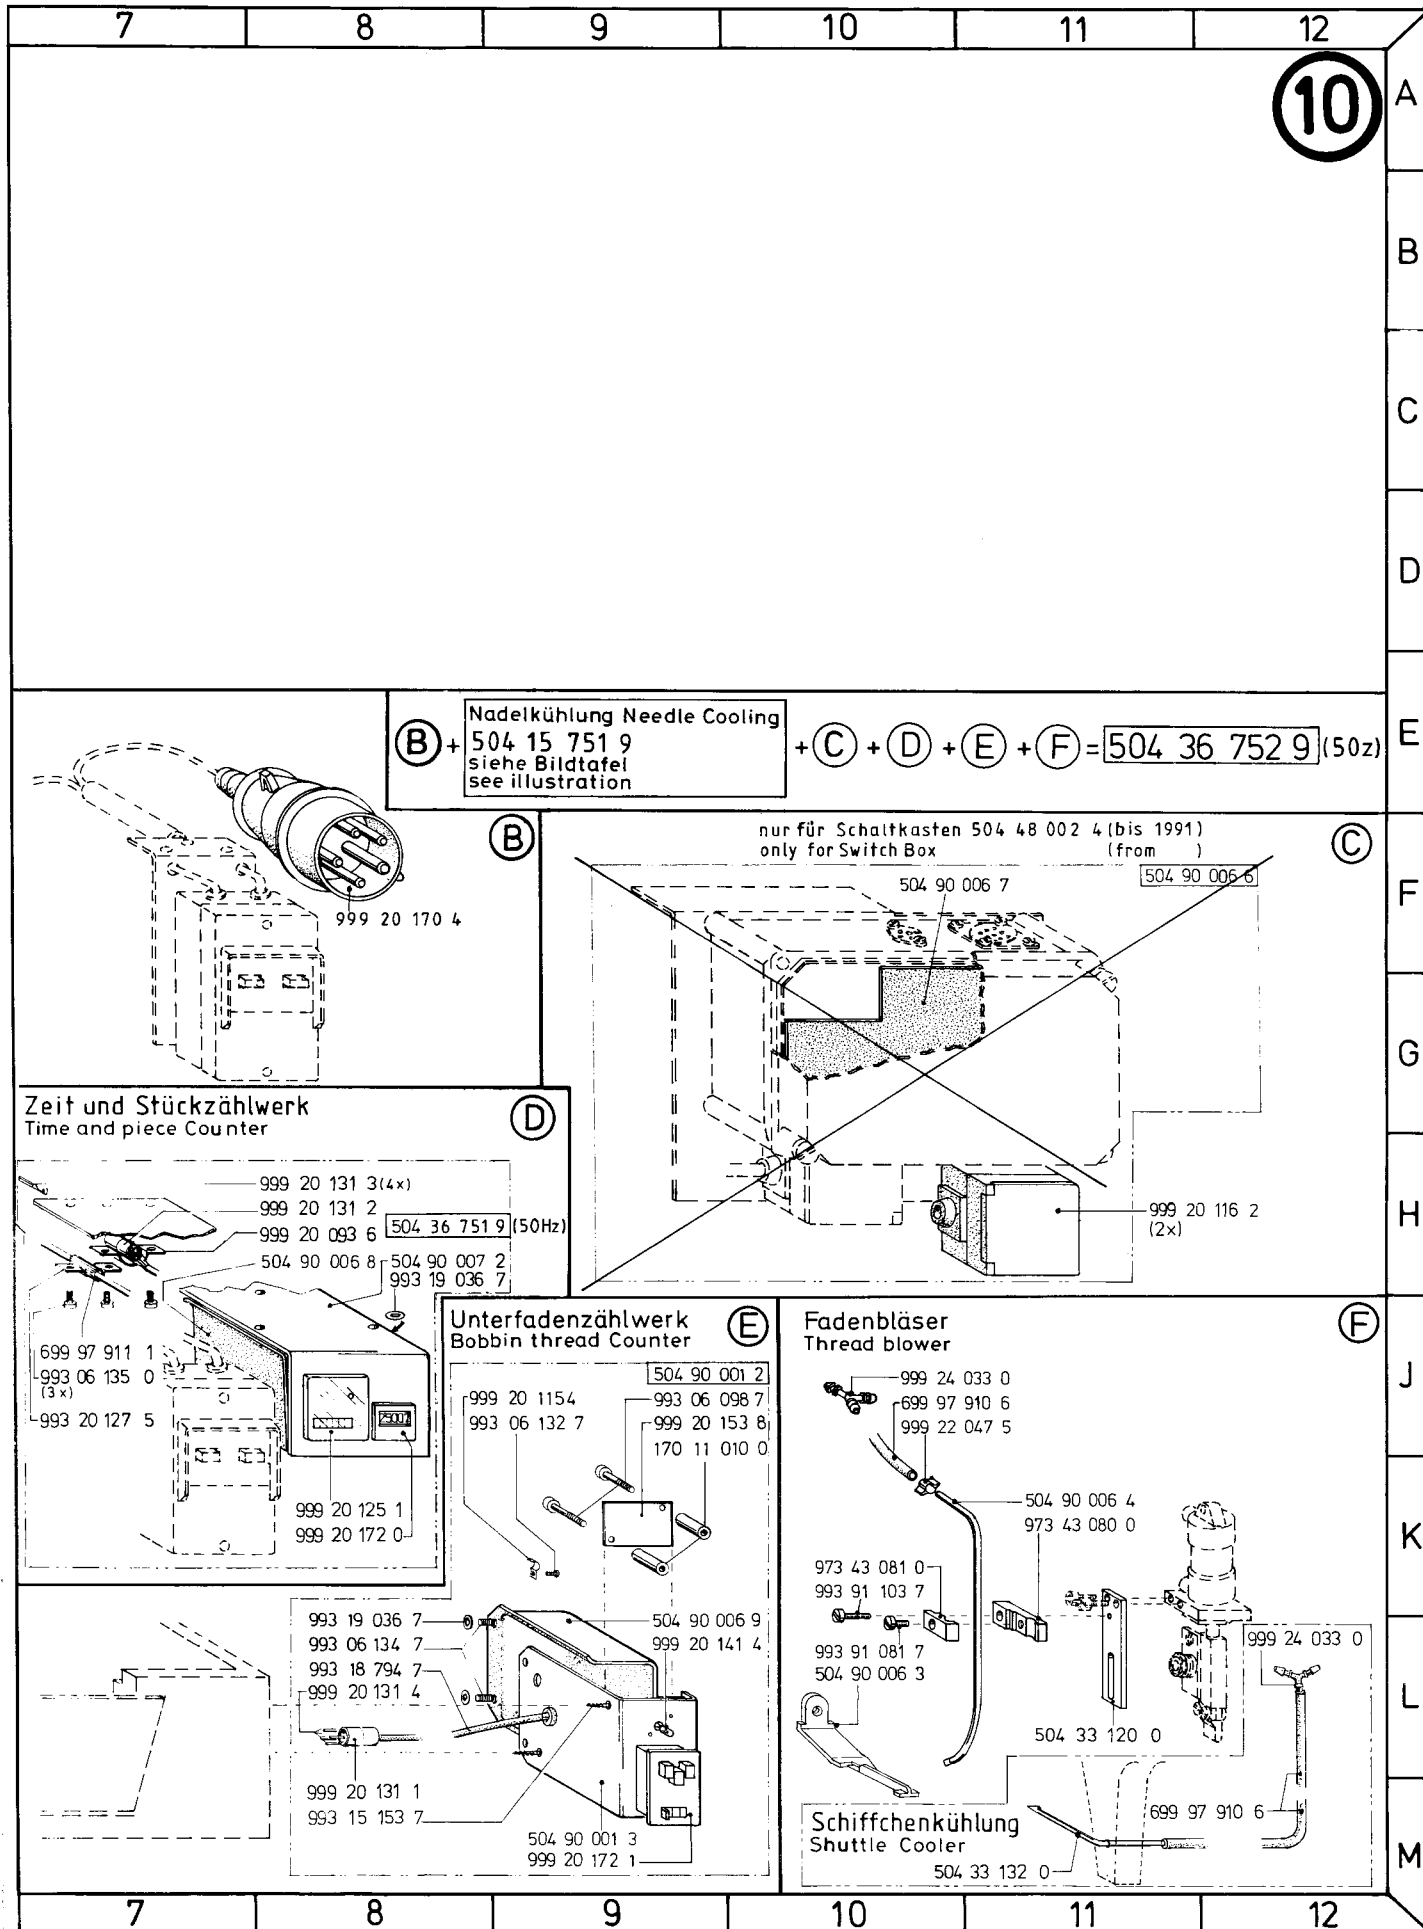 7 8 9 10 11 12
10
A
B
C
D
E
F
G
H
J
K
L
M
B + Nadelkühlung Needle Cooling
504 15 751 9
siehe Bildtafel
see illustration
+ C + D + E + F = 504 36 752 9 (50z)
B
999 20 170 4
C
nur für Schaltkasten 504 48 002 4 (bis 1991)
only for Switch Box (from )
504 90 006 6
504 90 006 7
999 20 116 2
(2x)
Zeit und Stückzählwerk
Time and piece Counter
D
999 20 131 3 (4x)
999 20 131 2
999 20 093 6
504 36 751 9 (50Hz)
504 90 006 8
504 90 007 2
993 19 036 7
699 97 911 1
993 06 135 0
(3x)
993 20 127 5
999 20 125 1
999 20 172 0
Unterfadenzählwerk
Bobbin thread Counter
E
504 90 001 2
999 20 115 4
993 06 132 7
993 06 098 7
999 20 153 8
170 11 010 0
993 19 036 7
993 06 134 7
993 18 794 7
999 20 131 4
504 90 006 9
999 20 141 4
999 20 131 1
993 15 153 7
504 90 001 3
999 20 172 1
Fadenbläser
Thread blower
F
999 24 033 0
699 97 910 6
999 22 047 5
504 90 006 4
973 43 080 0
973 43 081 0
993 91 103 7
993 91 081 7
504 90 006 3
504 33 120 0
999 24 033 0
699 97 910 6
Schiffchenkühlung
Shuttle Cooler
504 33 132 0
7 8 9 10 11 12